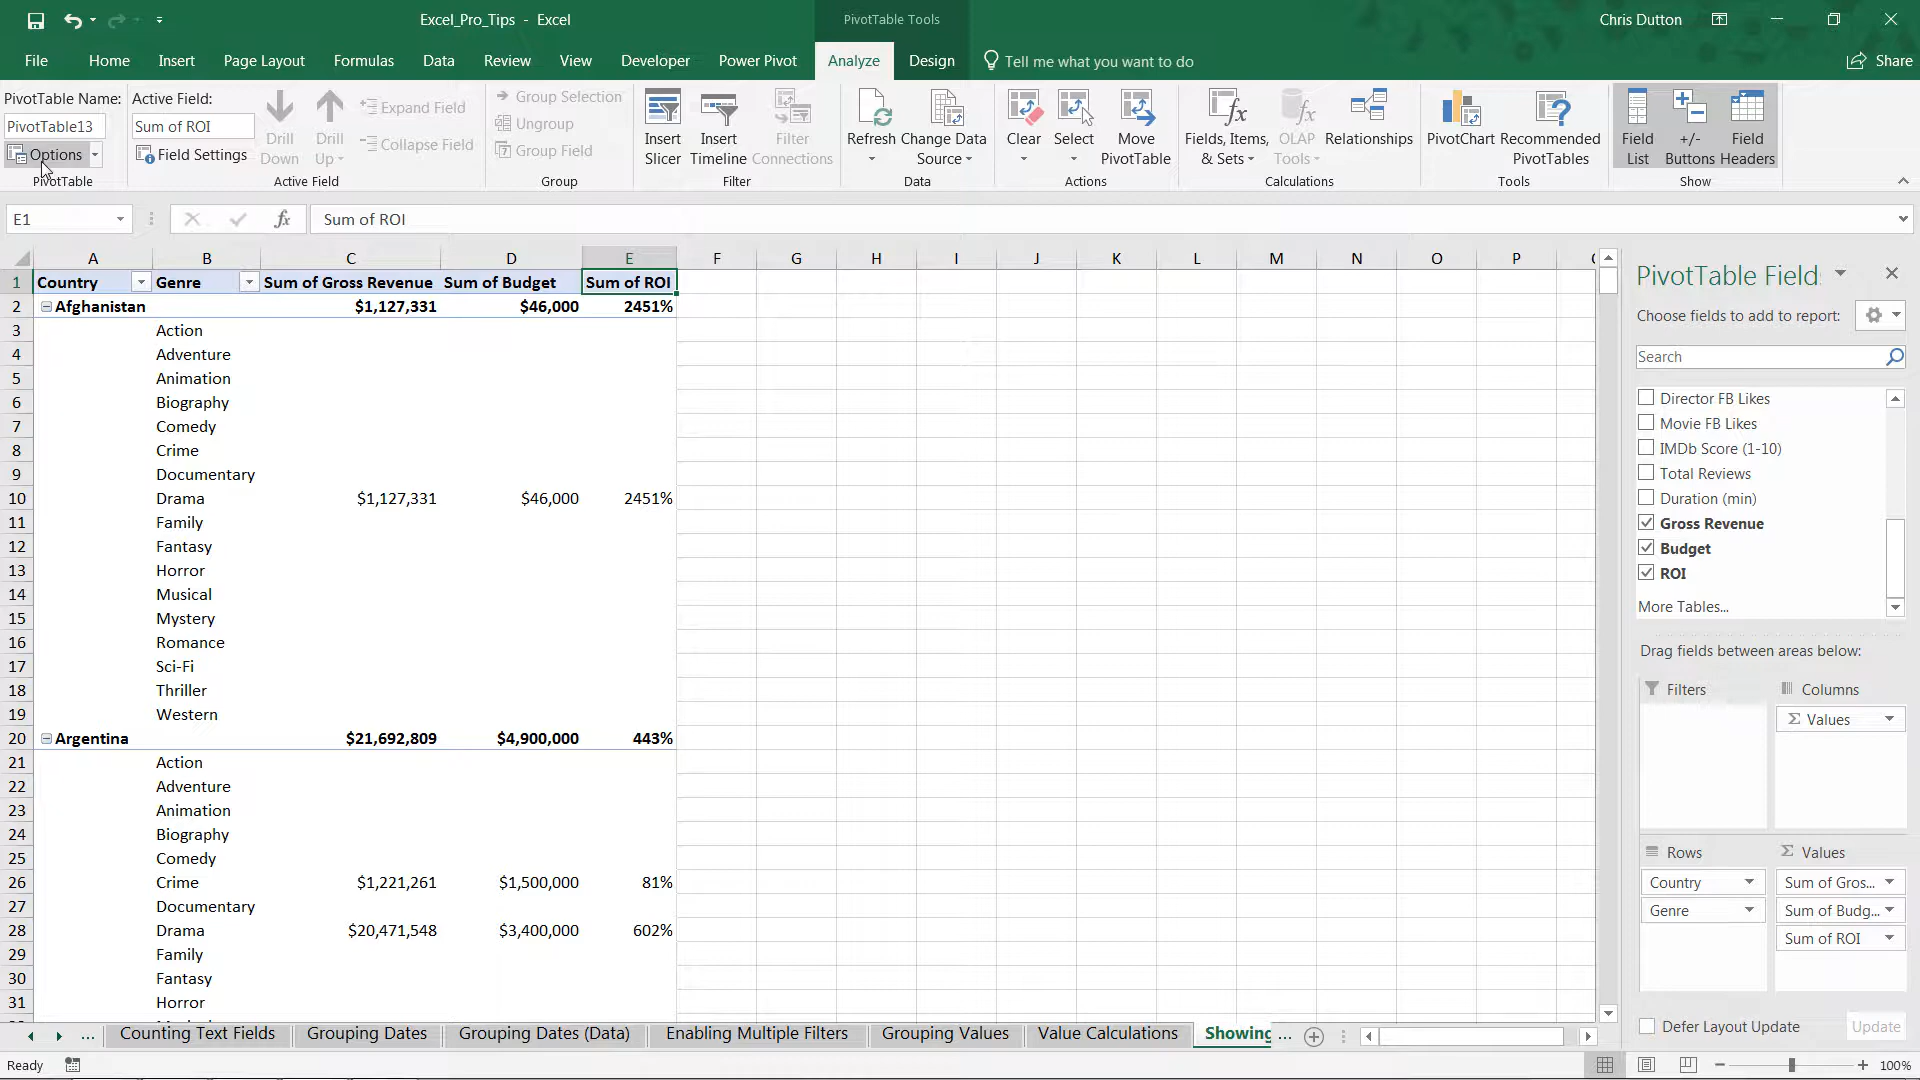 Excel_Pro_Tips - Excel
PivotTable Tools
Chris Dutton
File Home Insert Page Layout Formulas Data Review View Developer Power Pivot Analyze Design Tell me what you want to do Share
PivotTable Name:
PivotTable13
Options
PivotTable
Active Field:
Sum of ROI
Field Settings
Drill Down
Drill Up
Expand Field
Collapse Field
Active Field
Group Selection
Ungroup
Group Field
Group
Insert Slicer
Insert Timeline
Filter Connections
Filter
Refresh
Change Data Source
Data
Clear
Select
Move PivotTable
Actions
Fields, Items, & Sets
OLAP Tools
Relationships
Calculations
PivotChart
Recommended PivotTables
Tools
Field List
+/- Buttons
Field Headers
Show
E1
fx
Sum of ROI
A B C D E F G H I J K L M N O P
1 Country Genre Sum of Gross Revenue Sum of Budget Sum of ROI
2 Afghanistan $1,127,331 $46,000 2451%
3 Action
4 Adventure
5 Animation
6 Biography
7 Comedy
8 Crime
9 Documentary
10 Drama $1,127,331 $46,000 2451%
11 Family
12 Fantasy
13 Horror
14 Musical
15 Mystery
16 Romance
17 Sci-Fi
18 Thriller
19 Western
20 Argentina $21,692,809 $4,900,000 443%
21 Action
22 Adventure
23 Animation
24 Biography
25 Comedy
26 Crime $1,221,261 $1,500,000 81%
27 Documentary
28 Drama $20,471,548 $3,400,000 602%
29 Family
30 Fantasy
31 Horror
PivotTable Field
Choose fields to add to report:
Search
Director FB Likes
Movie FB Likes
IMDb Score (1-10)
Total Reviews
Duration (min)
Gross Revenue
Budget
ROI
More Tables...
Drag fields between areas below:
Filters
Columns
Σ Values
Rows
Σ Values
Country
Sum of Gros...
Genre
Sum of Budg...
Sum of ROI
Defer Layout Update
Update
... Counting Text Fields Grouping Dates Grouping Dates (Data) Enabling Multiple Filters Grouping Values Value Calculations Showing ...
Ready
100%